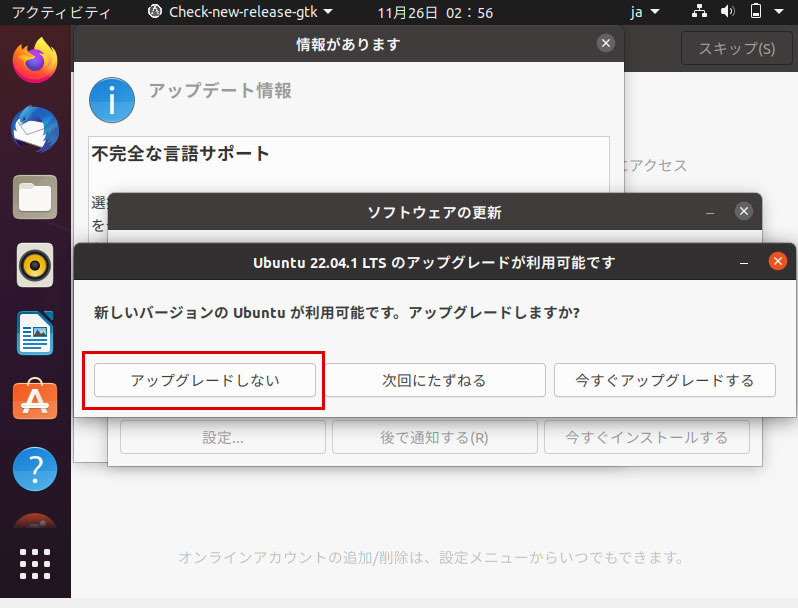 アクティビティ Check-new-release-gtk 11月26日 02：56 ja
情報があります
スキップ(S)
アップデート情報
不完全な言語サポート
にアクセス
選
を
ソフトウェアの更新
Ubuntu 22.04.1 LTS のアップグレードが利用可能です
新しいバージョンの Ubuntu が利用可能です。アップグレードしますか?
アップグレードしない 次回にたずねる 今すぐアップグレードする
設定... 後で通知する(R) 今すぐインストールする
オンラインアカウントの追加/削除は、設定メニューからいつでもできます。